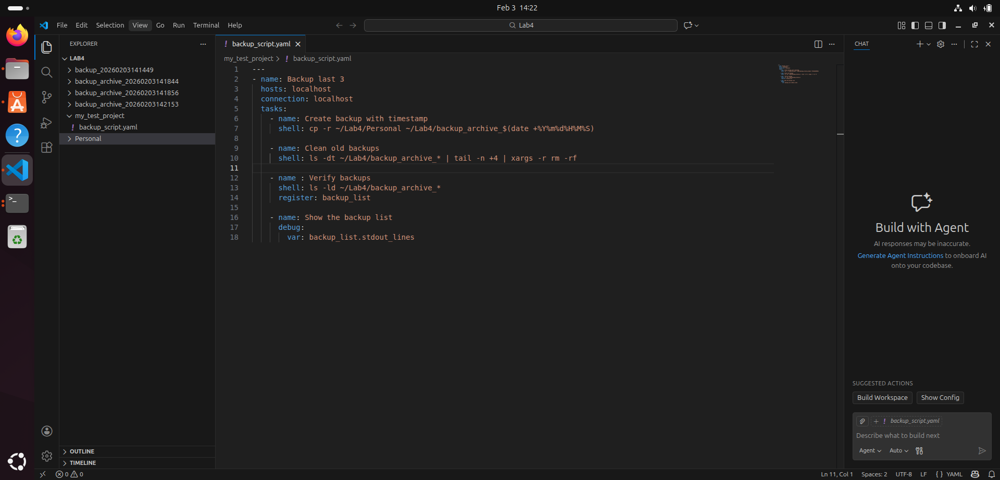 Feb 3 14:22
File Edit Selection View Go Run Terminal Help
Lab4
EXPLORER
LAB4
backup_20260203141449
backup_archive_20260203141844
backup_archive_20260203141856
backup_archive_20260203142153
my_test_project
! backup_script.yaml
Personal
OUTLINE
TIMELINE
! backup_script.yaml
my_test_project > ! backup_script.yaml
1 ---
2 - name: Backup last 3
3 hosts: localhost
4 connection: localhost
5 tasks:
6 - name: Create backup with timestamp
7 shell: cp -r ~/Lab4/Personal ~/Lab4/backup_archive_$(date +%Y%m%d%H%M%S)
8
9 - name: Clean old backups
10 shell: ls -dt ~/Lab4/backup_archive_* | tail -n +4 | xargs -r rm -rf
11
12 - name : Verify backups
13 shell: ls -ld ~/Lab4/backup_archive_*
14 register: backup_list
15
16 - name: Show the backup list
17 debug:
18 var: backup_list.stdout_lines
CHAT
Build with Agent
AI responses may be inaccurate.
Generate Agent Instructions to onboard AI
onto your codebase.
SUGGESTED ACTIONS
Build Workspace Show Config
+ ! backup_script.yaml
Describe what to build next
Agent Auto
0 0
Ln 11, Col 1 Spaces: 2 UTF-8 LF { } YAML